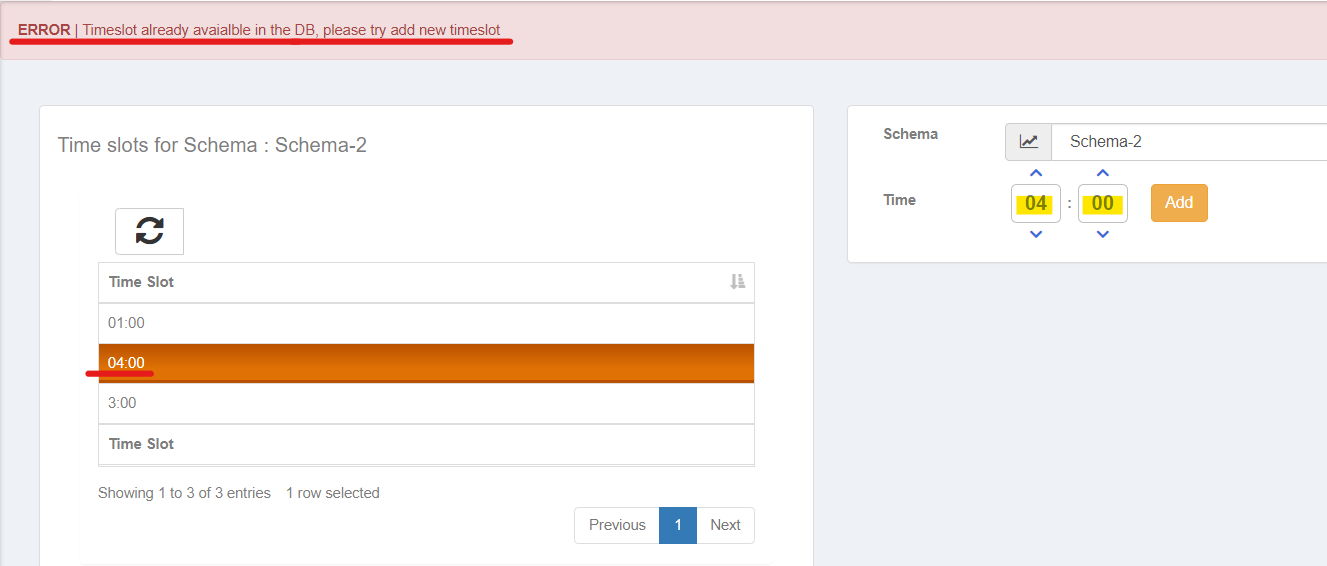 ERROR | Timeslot already avaialble in the DB, please try add new timeslot
Time slots for Schema : Schema-2
Time Slot
01:00
04:00
3:00
Time Slot
Showing 1 to 3 of 3 entries 1 row selected
Previous 1 Next
Schema Schema-2
Time 04 : 00 Add